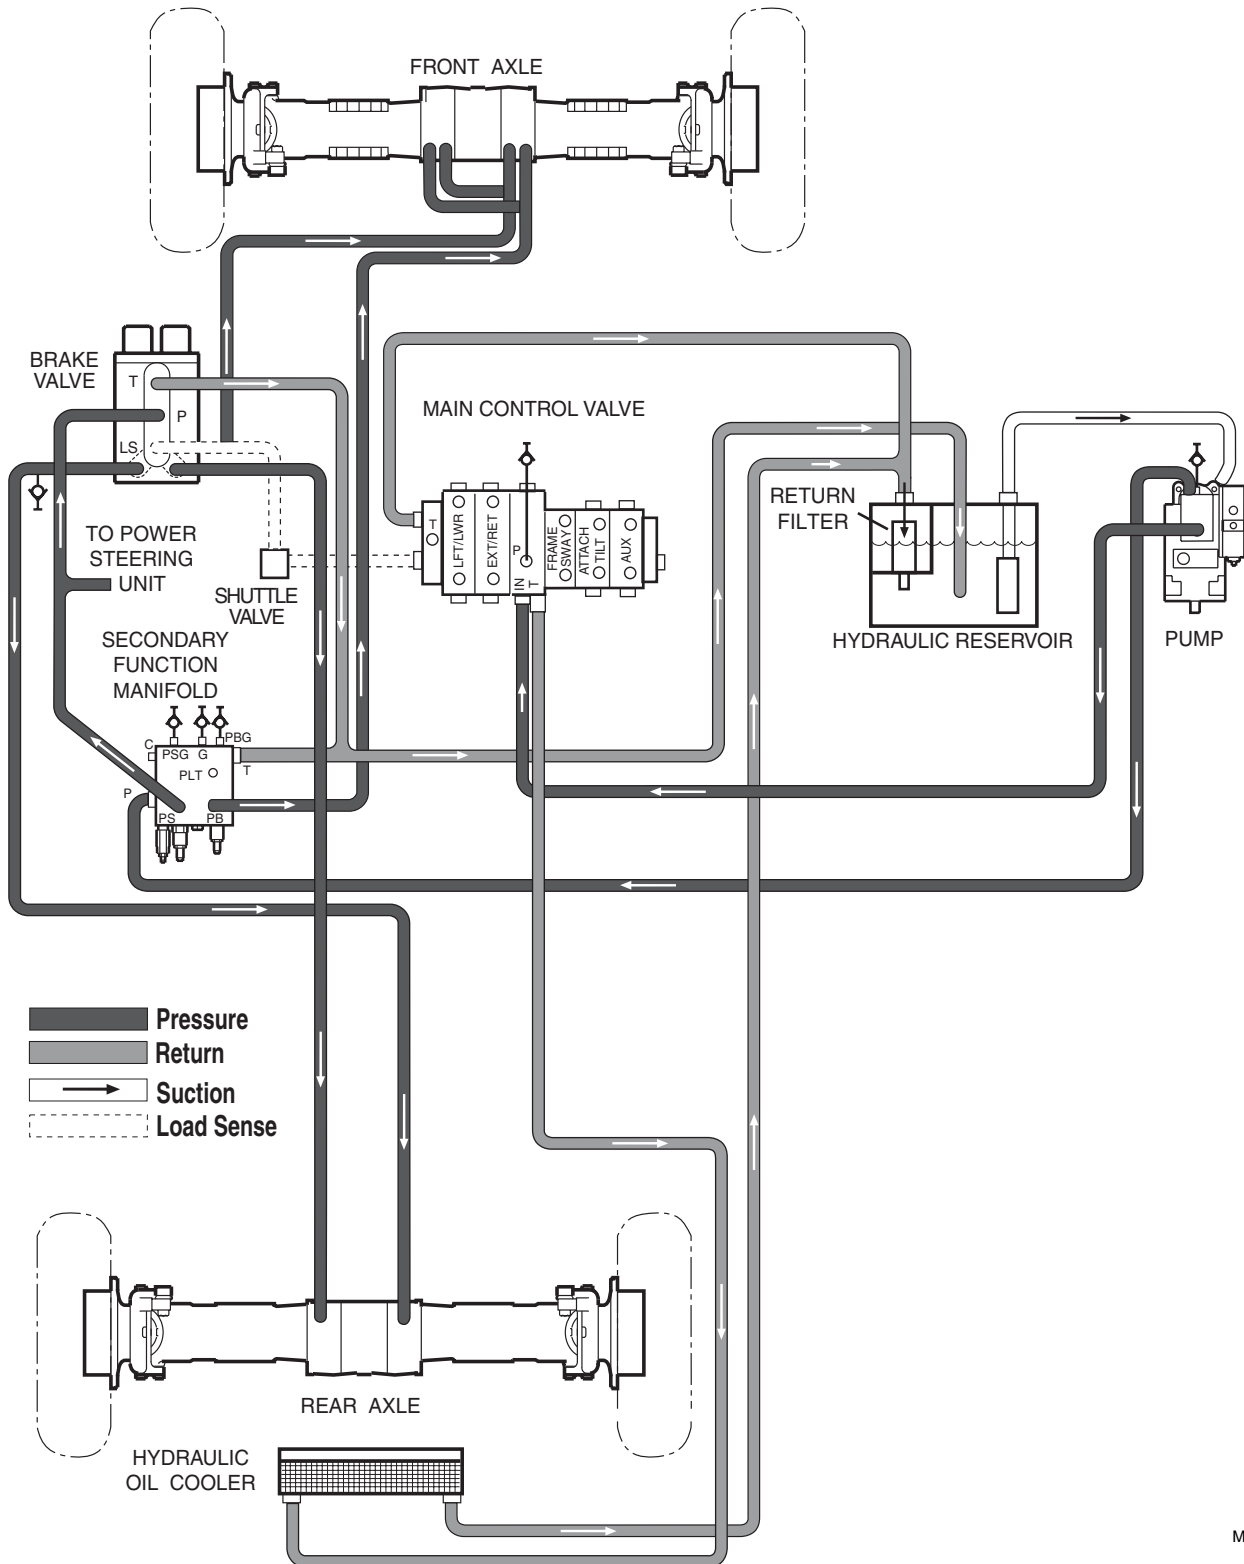 FRONT AXLE
BRAKE
VALVE
T
P
LS
MAIN CONTROL VALVE
RETURN
FILTER
TO POWER
STEERING
UNIT
SHUTTLE
VALVE
T
LFT/LWR
EXT/RET
P
IN
T
FRAME
SWAY
ATTACH
TILT
AUX
HYDRAULIC RESERVOIR
PUMP
SECONDARY
FUNCTION
MANIFOLD
C
PSG
G
PBG
T
PLT
P
PS
PB
Pressure
Return
Suction
Load Sense
REAR AXLE
HYDRAULIC
OIL COOLER
M